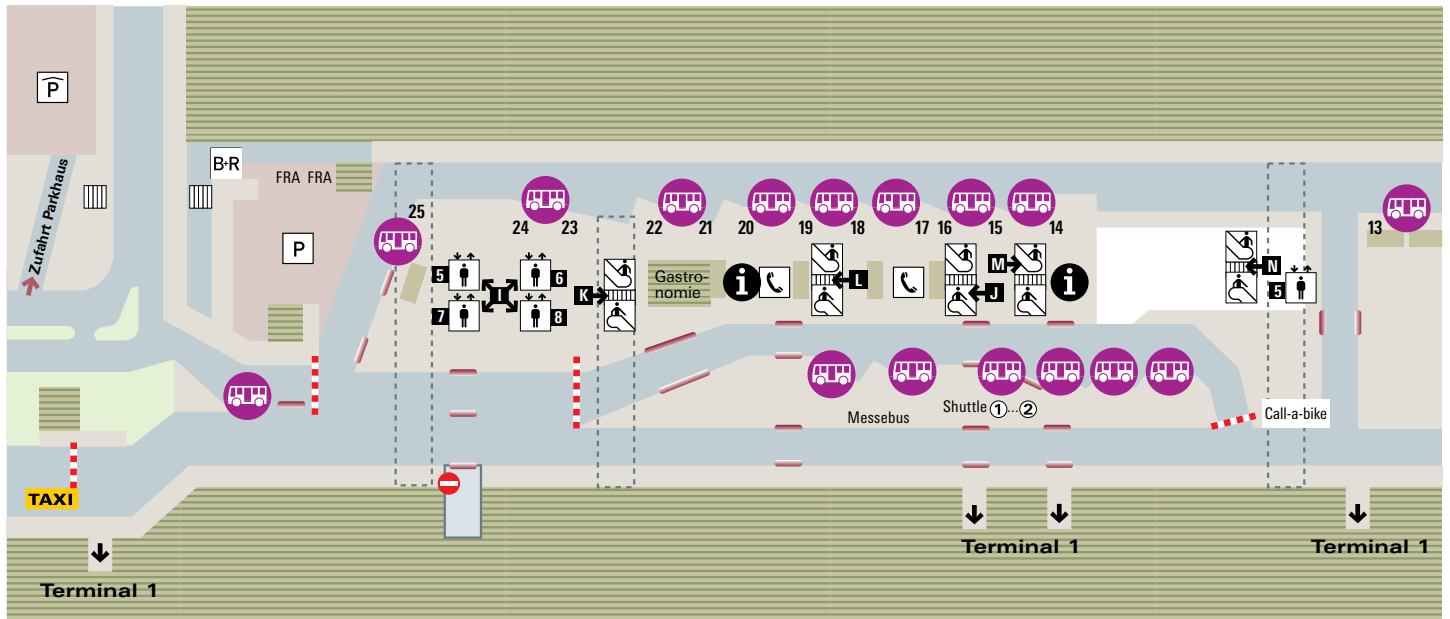 P
Zufahrt Parkhaus
B+R
FRA FRA
P
25
24
23
22
21
20
19
18
17
16
15
14
13
5
6
I
7
8
K
Gastro-
nomie
i
L
M
J
i
N
5
Messebus
Shuttle 1...2
Call-a-bike
TAXI
Terminal 1
Terminal 1
Terminal 1